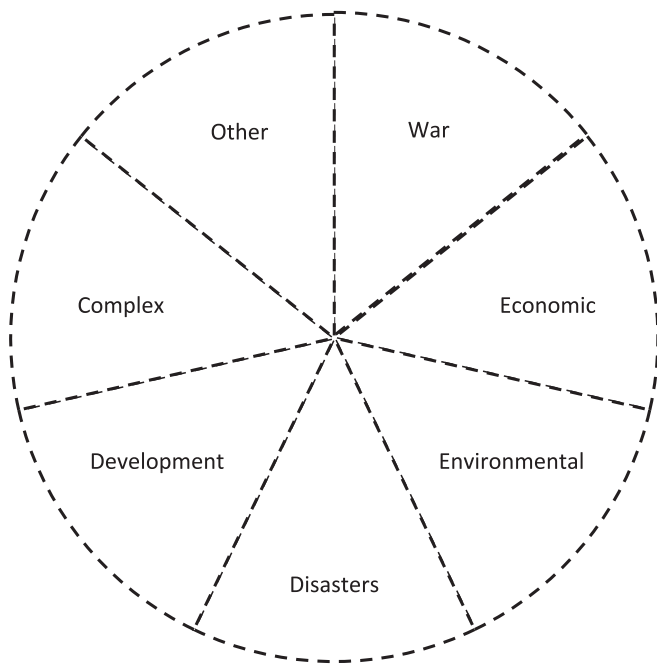 Other
War
Complex
Economic
Development
Environmental
Disasters